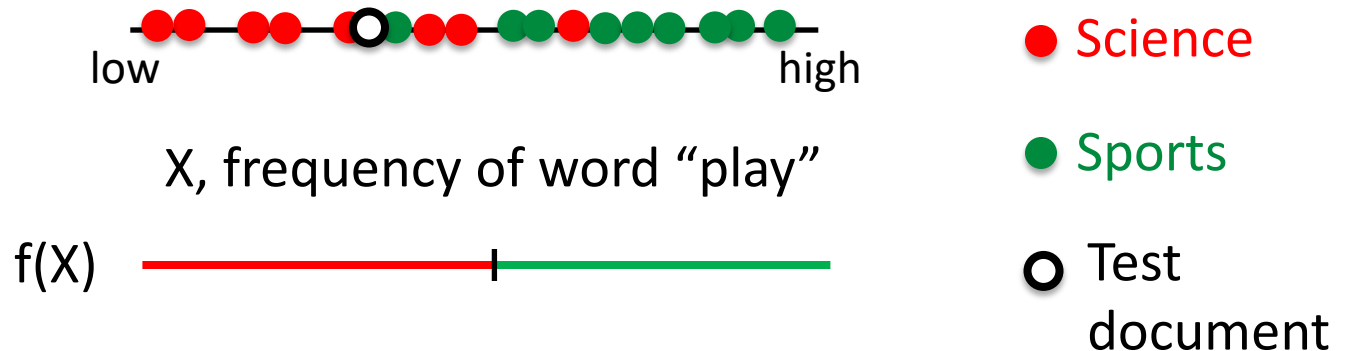 low
high
X, frequency of word “play”
f(X)
Science
Sports
Test
document